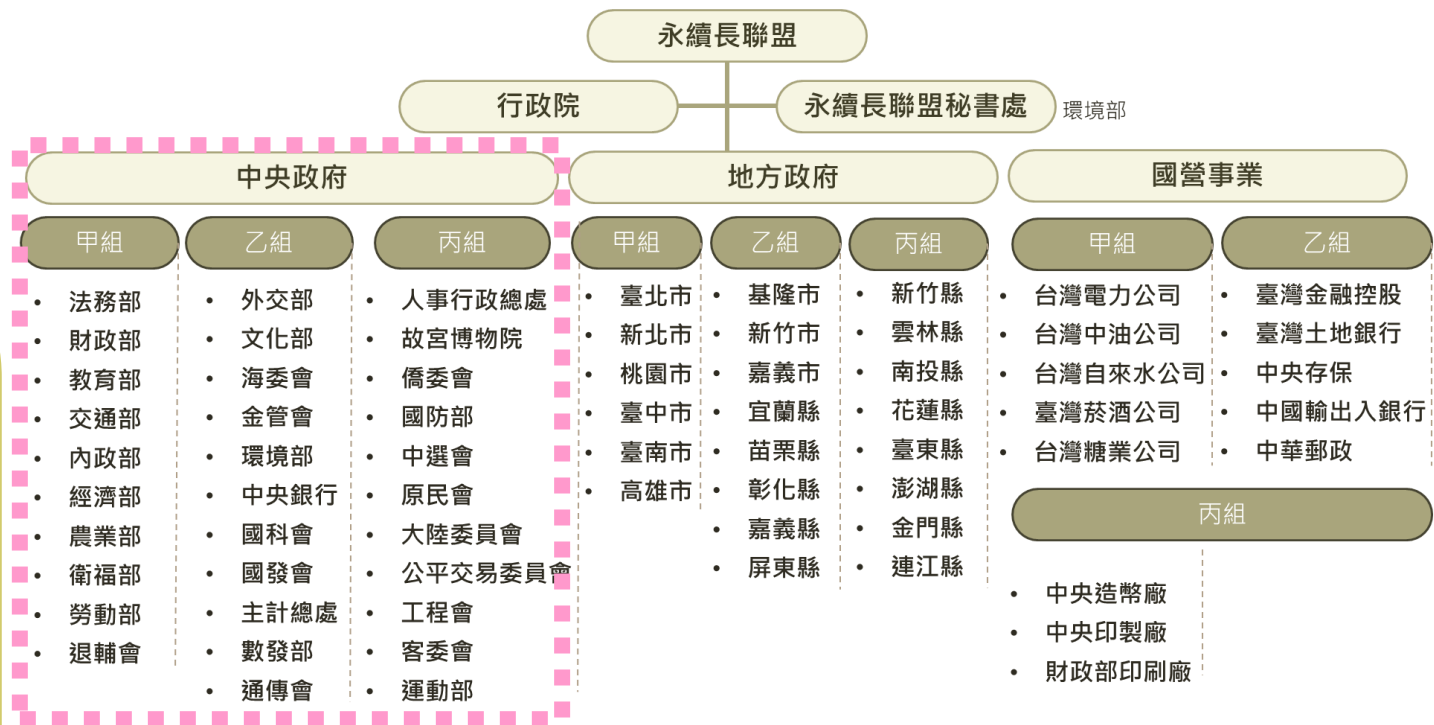 永續長聯盟
行政院
永續長聯盟秘書處
環境部
中央政府
甲組
• 法務部
• 財政部
• 教育部
• 交通部
• 內政部
• 經濟部
• 農業部
• 衛福部
• 勞動部
• 退輔會
乙組
• 外交部
• 文化部
• 海委會
• 金管會
• 環境部
• 中央銀行
• 國科會
• 國發會
• 主計總處
• 數發部
• 通傳會
丙組
• 人事行政總處
• 故宮博物院
• 僑委會
• 國防部
• 中選會
• 原民會
• 大陸委員會
• 公平交易委員會
• 工程會
• 客委會
• 運動部
地方政府
甲組
• 臺北市
• 新北市
• 桃園市
• 臺中市
• 臺南市
• 高雄市
乙組
• 基隆市
• 新竹市
• 嘉義市
• 宜蘭縣
• 苗栗縣
• 彰化縣
• 嘉義縣
• 屏東縣
丙組
• 新竹縣
• 雲林縣
• 南投縣
• 花蓮縣
• 臺東縣
• 澎湖縣
• 金門縣
• 連江縣
國營事業
甲組
• 台灣電力公司
• 台灣中油公司
• 台灣自來水公司
• 臺灣菸酒公司
• 台灣糖業公司
乙組
• 臺灣金融控股
• 臺灣土地銀行
• 中央存保
• 中國輸出入銀行
• 中華郵政
丙組
• 中央造幣廠
• 中央印製廠
• 財政部印刷廠